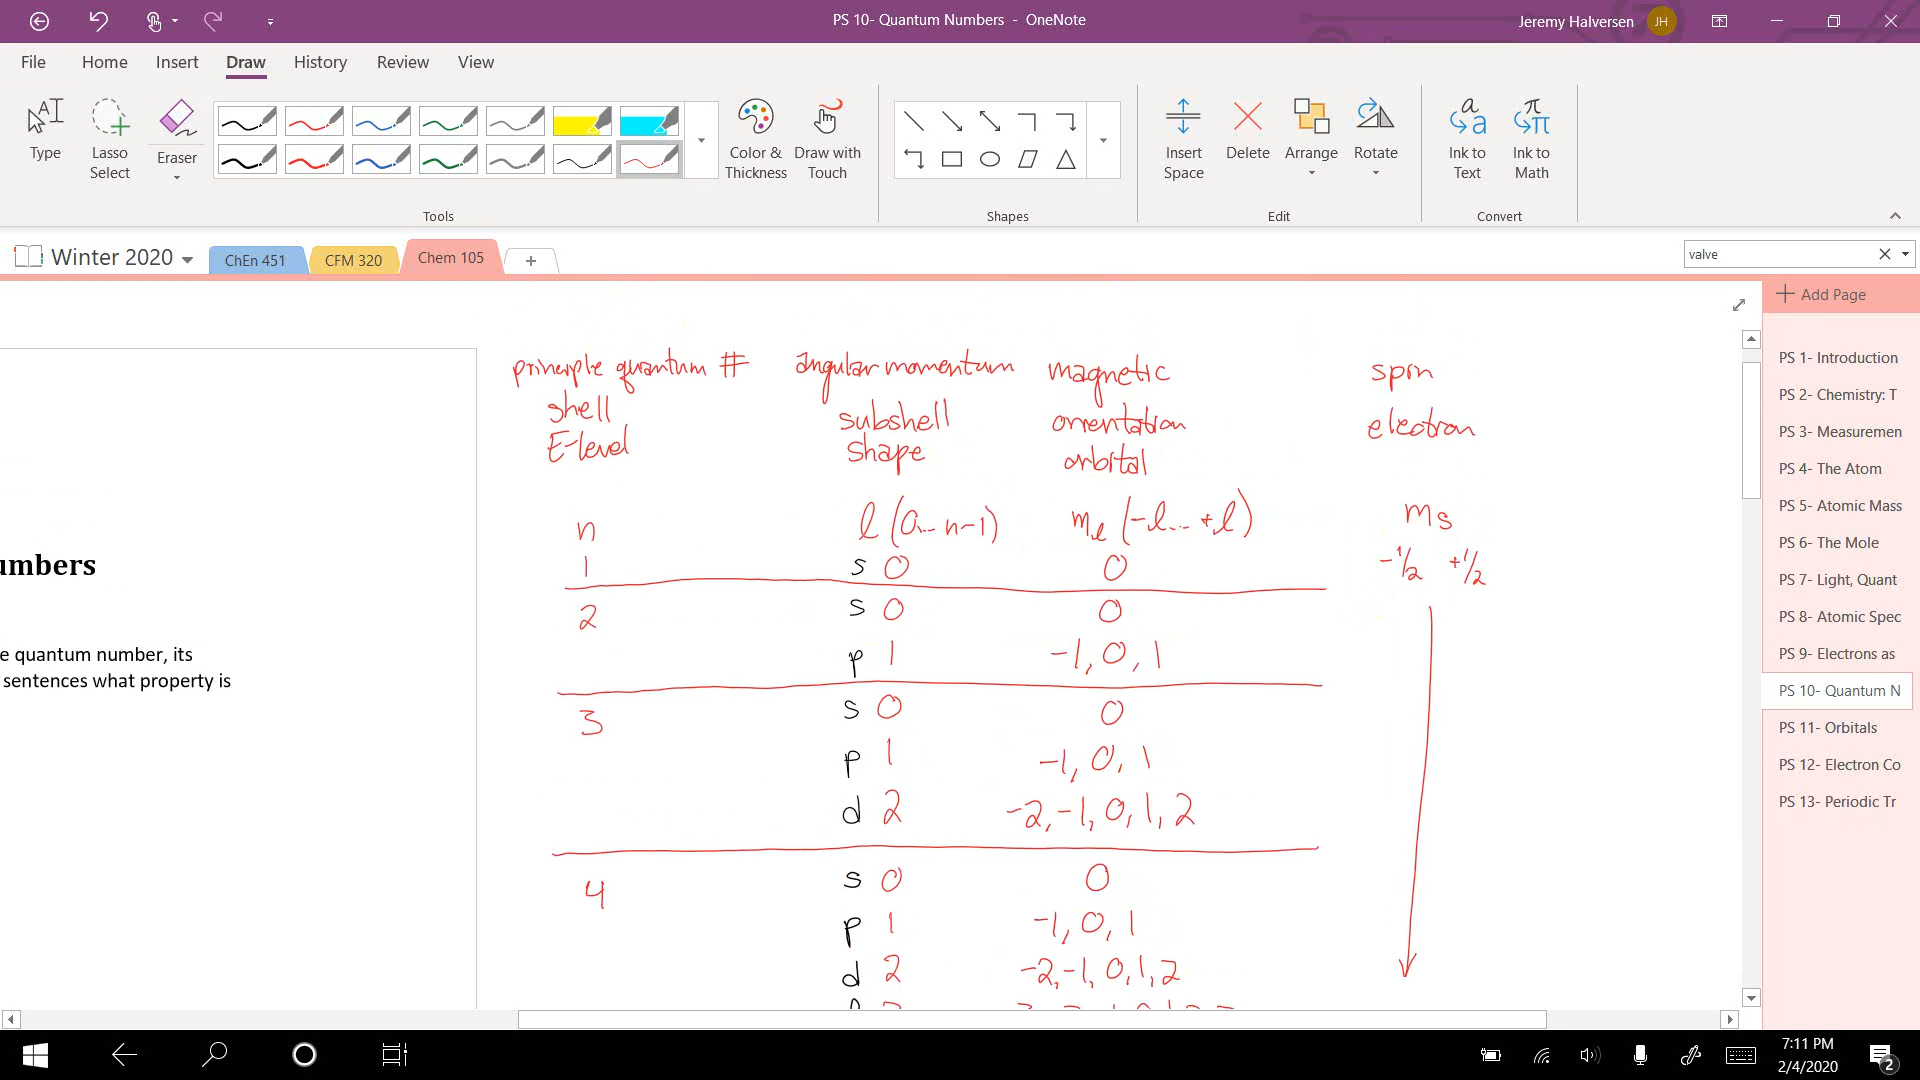 PS 10- Quantum Numbers - OneNote
Jeremy Halversen JH
File Home Insert Draw History Review View
Type
Lasso Select
Eraser
Color & Thickness
Draw with Touch
Insert Space
Delete
Arrange
Rotate
Ink to Text
Ink to Math
Tools
Shapes
Edit
Convert
Winter 2020
ChEn 451
CFM 320
Chem 105
+
valve
Add Page
PS 1- Introduction
PS 2- Chemistry: T
PS 3- Measuremen
PS 4- The Atom
PS 5- Atomic Mass
PS 6- The Mole
PS 7- Light, Quant
PS 8- Atomic Spec
PS 9- Electrons as
PS 10- Quantum N
PS 11- Orbitals
PS 12- Electron Co
PS 13- Periodic Tr
umbers
e quantum number, its
sentences what property is
principle quantum # angular momentum magnetic spin
shell subshell orientation electron
E-level shape orbital
n l (0... n-1) ml (-l... +l) ms
1 s 0 0 -1/2 +1/2
2 s 0 0
p 1 -1, 0, 1
3 s 0 0
p 1 -1, 0, 1
d 2 -2, -1, 0, 1, 2
4 s 0 0
p 1 -1, 0, 1
d 2 -2, -1, 0, 1, 2
7:11 PM
2/4/2020
2